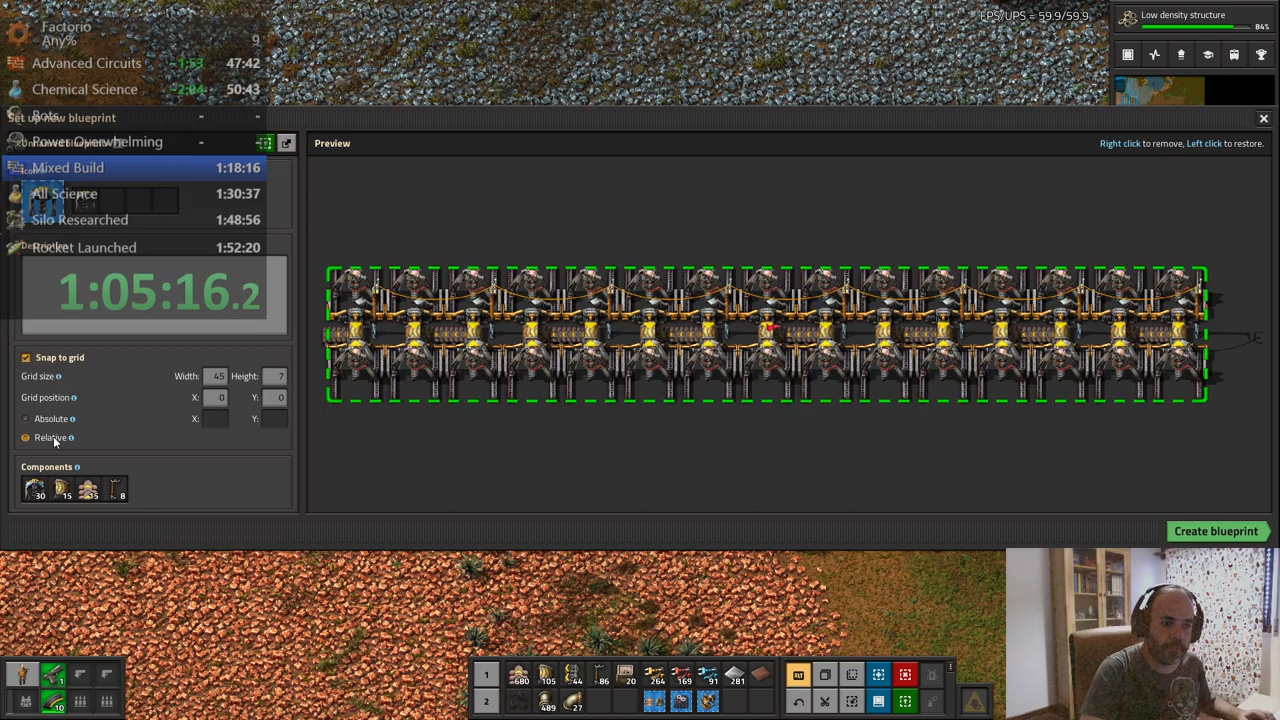 Factorio
Any%
9
Advanced Circuits -1:53 47:42
Chemical Science -2:04 50:43
Bots - -
Set up new blueprint
Power Overwhelming - -
Mixed Build 1:18:16
All Science 1:30:37
Silo Researched 1:48:56
Rocket Launched 1:52:20
1:05:16.2
Snap to grid
Grid size Width: 45 Height: 7
Grid position X: 0 Y: 0
Absolute X: Y:
Relative
Components
30 15 15 8
Preview
Right click to remove, Left click to restore.
Create blueprint
FPS/UPS = 59.9/59.9
Low density structure
84%
1
10
1 680 105 44 86 20 264 169 91 281 ALT
2 489 27